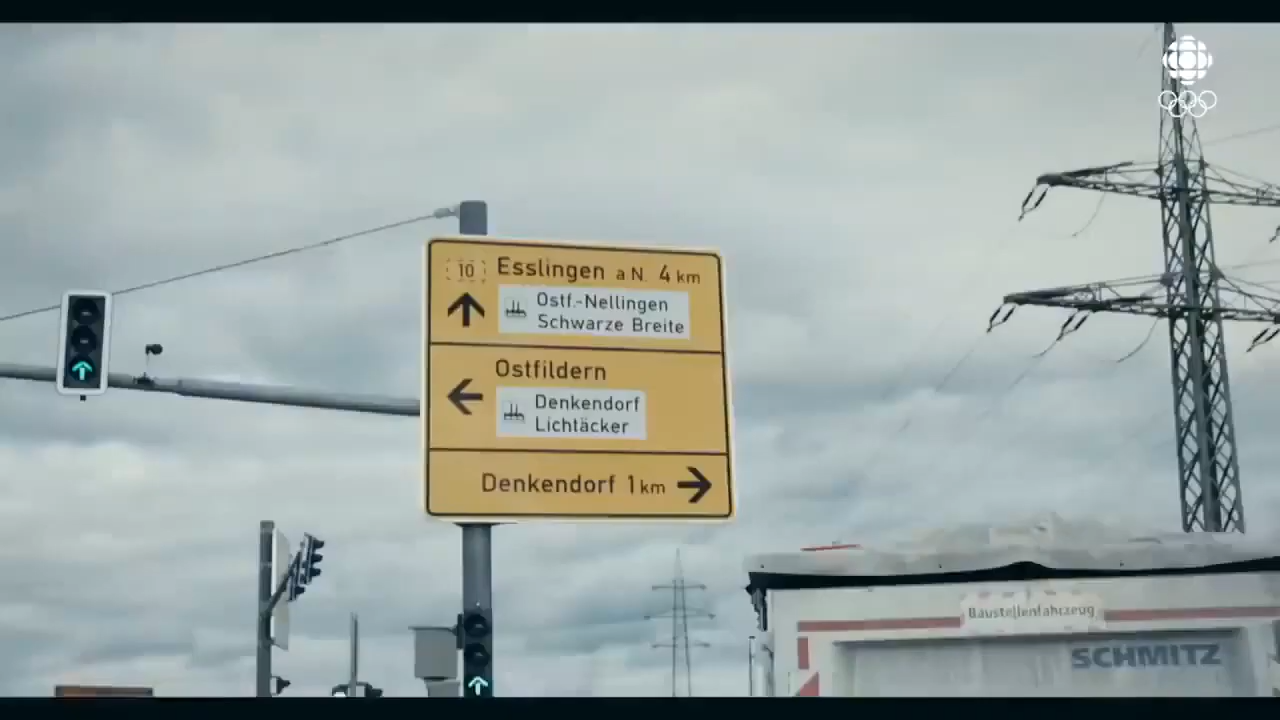 10 Esslingen a N. 4 km
Ostf.-Nellingen
Schwarze Breite
Ostfildern
Denkendorf
Lichtäcker
Denkendorf 1 km
Baustellenfahrzeug
SCHMITZ